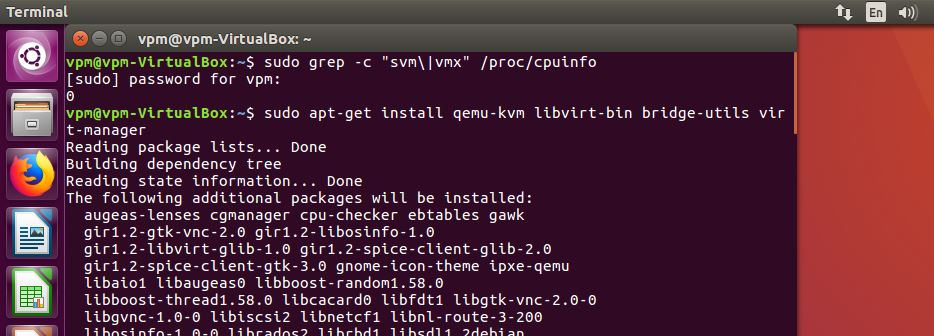 Terminal
En
vpm@vpm-VirtualBox: ~
vpm@vpm-VirtualBox:~$ sudo grep -c "svm\|vmx" /proc/cpuinfo
[sudo] password for vpm:
0
vpm@vpm-VirtualBox:~$ sudo apt-get install qemu-kvm libvirt-bin bridge-utils vir
t-manager
Reading package lists... Done
Building dependency tree
Reading state information... Done
The following additional packages will be installed:
augeas-lenses cgmanager cpu-checker ebtables gawk
gir1.2-gtk-vnc-2.0 gir1.2-libosinfo-1.0
gir1.2-libvirt-glib-1.0 gir1.2-spice-client-glib-2.0
gir1.2-spice-client-gtk-3.0 gnome-icon-theme ipxe-qemu
libaio1 libaugeas0 libboost-random1.58.0
libboost-thread1.58.0 libcacard0 libfdt1 libgtk-vnc-2.0-0
libgvnc-1.0-0 libiscsi2 libnetcf1 libnl-route-3-200
libosinfo-1.0-0 librados2 librbd1 libsdl1.2debian